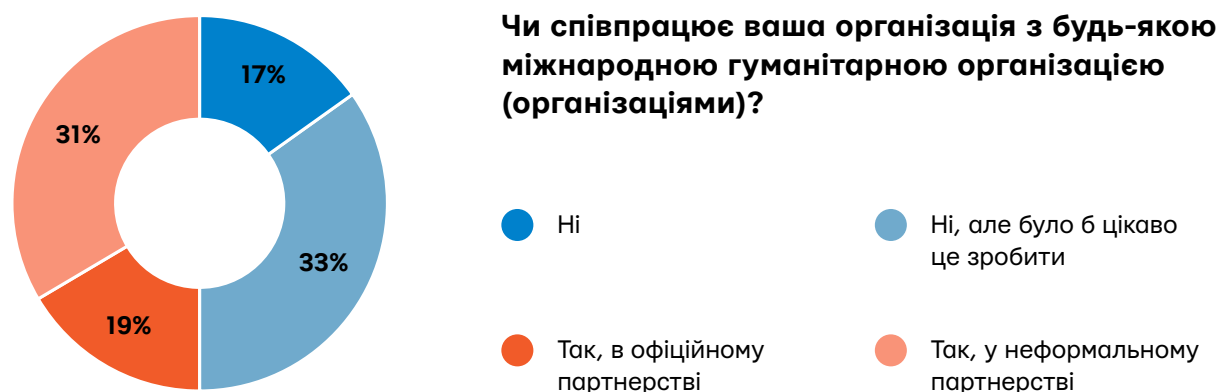 Чи співпрацює ваша організація з будь-якою
міжнародною гуманітарною організацією
(організаціями)?
17%
31%
33%
19%
Ні
Ні, але було б цікаво
це зробити
Так, в офіційному
партнерстві
Так, у неформальному
партнерстві